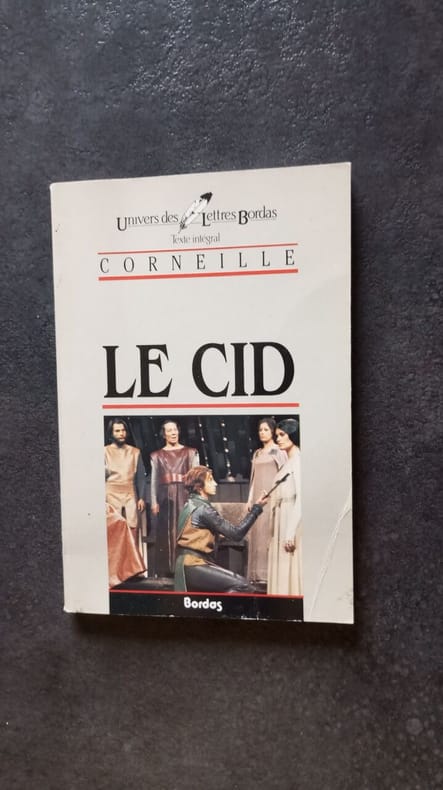 Univers des Lettres Bordas
Texte intégral
CORNEILLE
LE CID
Bordas